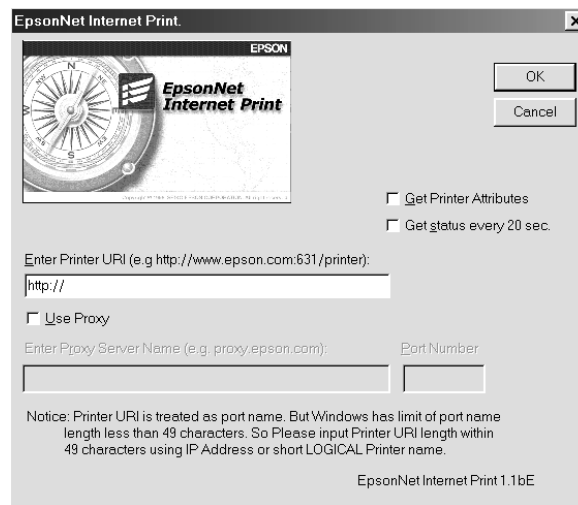 EpsonNet Internet Print.
EPSON
EpsonNet
Internet Print
N
W
S
OK
Cancel
Get Printer Attributes
Get status every 20 sec.
Enter Printer URI (e.g http://www.epson.com:631/printer):
http://
Use Proxy
Enter Proxy Server Name (e.g. proxy.epson.com):
Port Number
Notice: Printer URI is treated as port name. But Windows has limit of port name
length less than 49 characters. So Please input Printer URI length within
49 characters using IP Address or short LOGICAL Printer name.
EpsonNet Internet Print 1.1bE